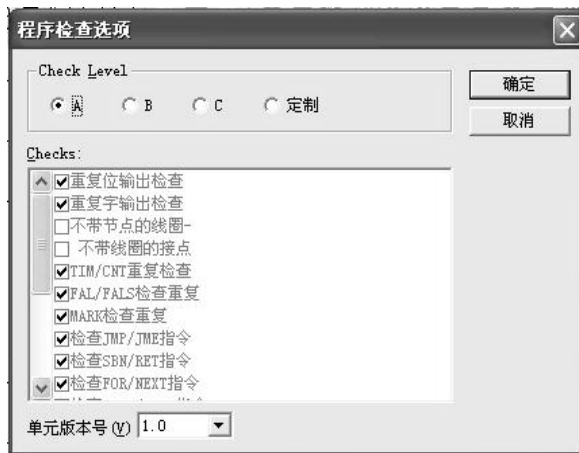 程序检查选项
Check Level
A B C 定制
确定
取消
Checks:
重复位输出检查
重复字输出检查
不带节点的线圈-
不带线圈的接点
TIM/CNT重复检查
FAL/FALS检查重复
MARK检查重复
检查JMP/JME指令
检查SBN/RET指令
检查FOR/NEXT指令
单元版本号(V) 1.0